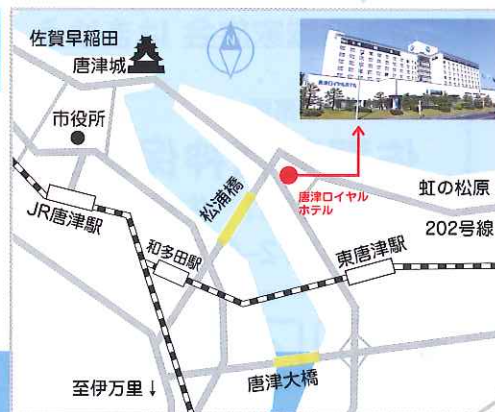 佐賀早稲田
唐津城
N
市役所
JR唐津駅
松浦橋
唐津ロイヤル
ホテル
虹の松原
202号線
和多田駅
東唐津駅
唐津大橋
至伊万里↓